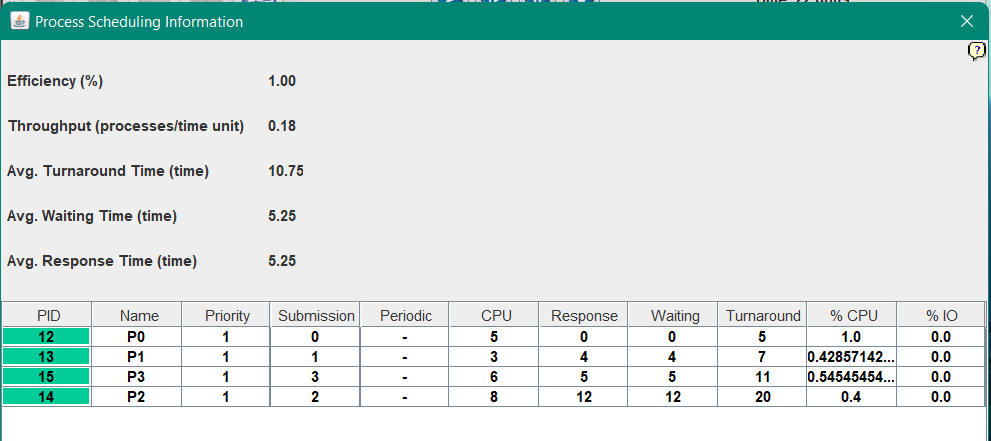 Process Scheduling Information
?
Efficiency (%) 1.00
Throughput (processes/time unit) 0.18
Avg. Turnaround Time (time) 10.75
Avg. Waiting Time (time) 5.25
Avg. Response Time (time) 5.25
PID Name Priority Submission Periodic CPU Response Waiting Turnaround % CPU % IO
12 P0 1 0 - 5 0 0 5 1.0 0.0
13 P1 1 1 - 3 4 4 7 0.42857142... 0.0
15 P3 1 3 - 6 5 5 11 0.54545454... 0.0
14 P2 1 2 - 8 12 12 20 0.4 0.0